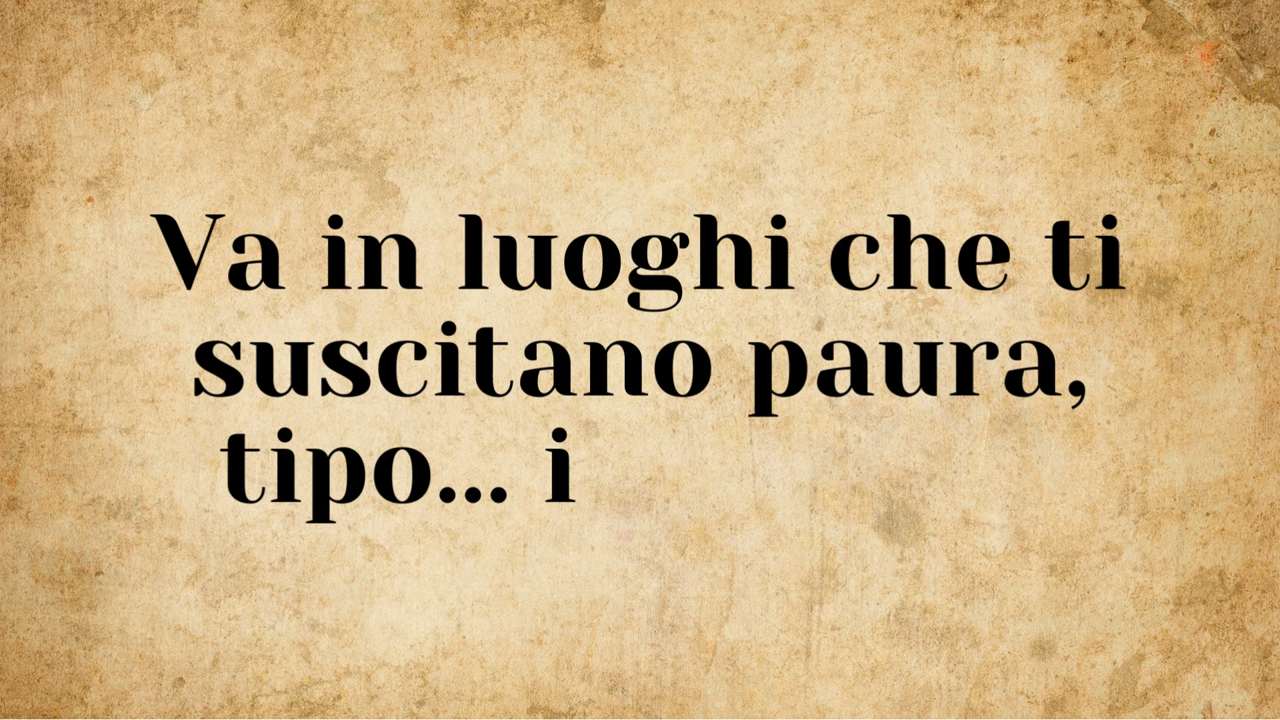 Va in luoghi che ti
suscitano paura,
tipo... i